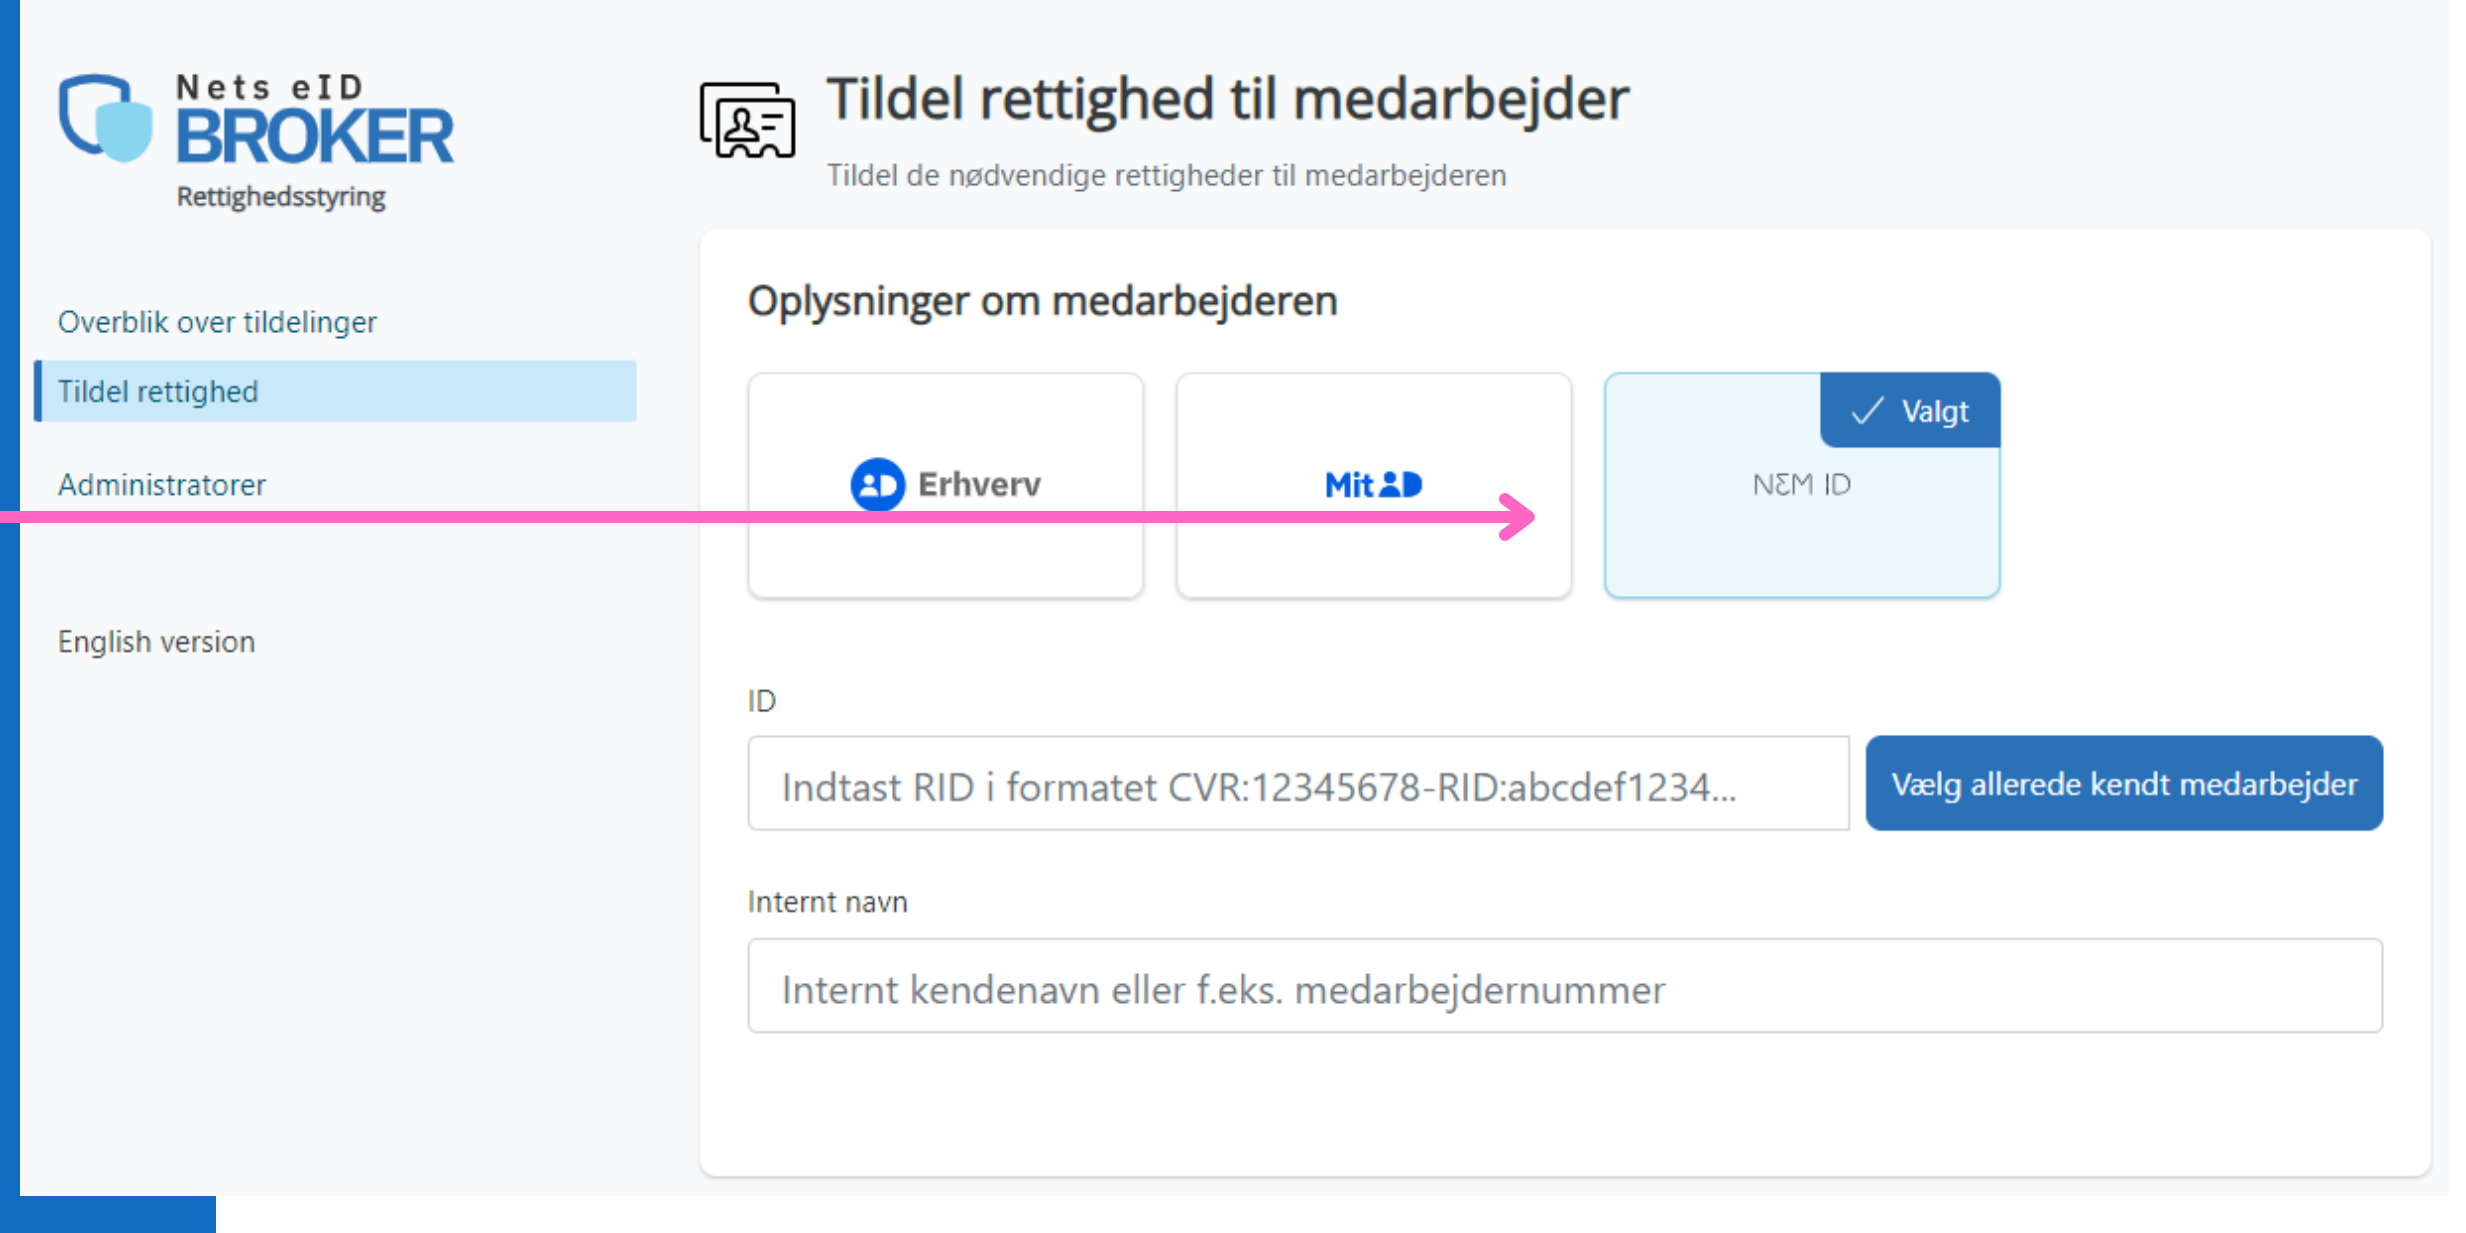 Nets eID
BROKER
Rettighedsstyring
Overblik over tildelinger
Tildel rettighed
Administratorer
English version
Tildel rettighed til medarbejder
Tildel de nødvendige rettigheder til medarbejderen
Oplysninger om medarbejderen
Erhverv
MitID
Valgt
NEM ID
ID
Indtast RID i formatet CVR:12345678-RID:abcdef1234...
Vælg allerede kendt medarbejder
Internt navn
Internt kendenavn eller f.eks. medarbejdernummer